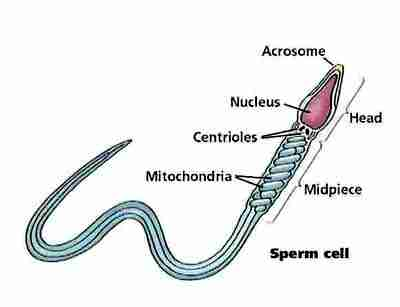 Acrosome
Nucleus
Head
Centrioles
Mitochondria
Midpiece
Sperm cell